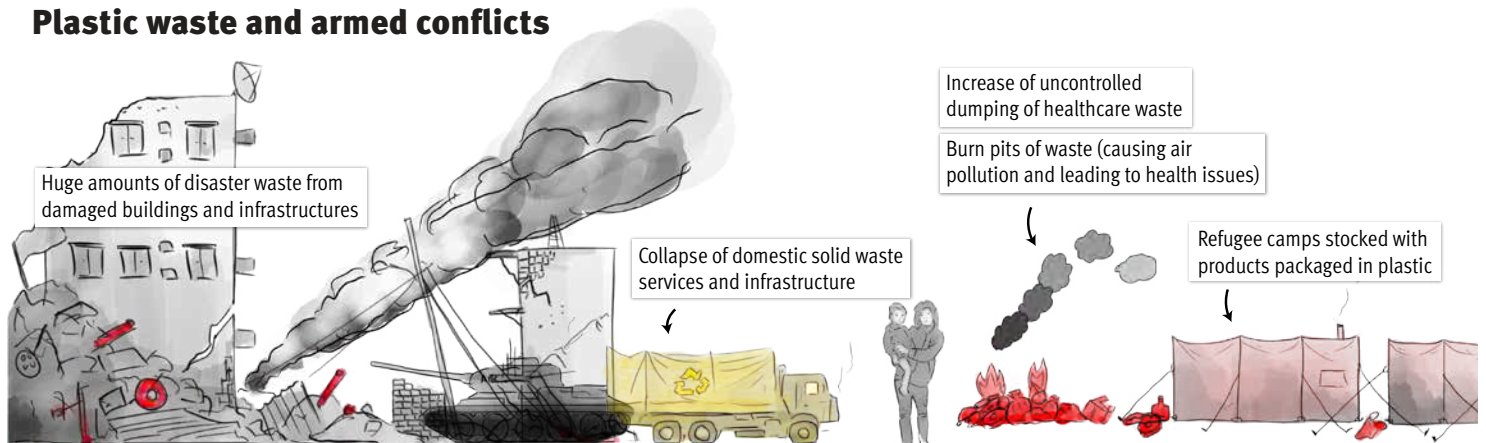 Plastic waste and armed conflicts
Huge amounts of disaster waste from
damaged buildings and infrastructures
Collapse of domestic solid waste
services and infrastructure
Increase of uncontrolled
dumping of healthcare waste
Burn pits of waste (causing air
pollution and leading to health issues)
Refugee camps stocked with
products packaged in plastic